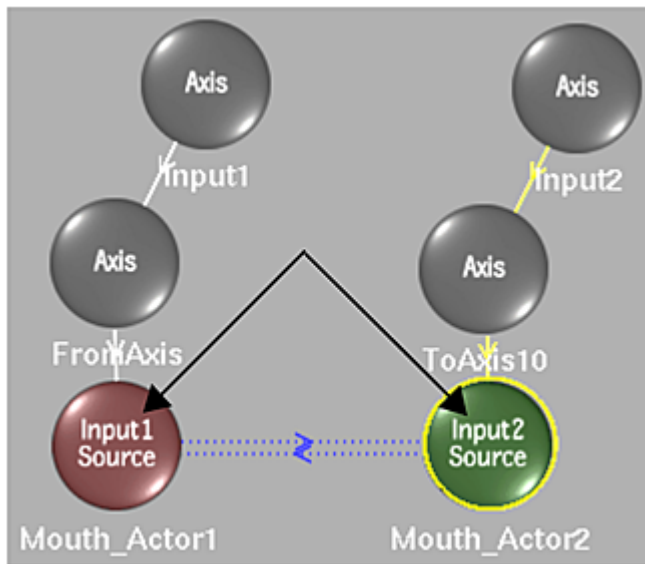 Axis
Axis
Input1
Input2
Axis
Axis
FromAxis
ToAxis10
Input1
Source
Input2
Source
Mouth_Actor1
Mouth_Actor2